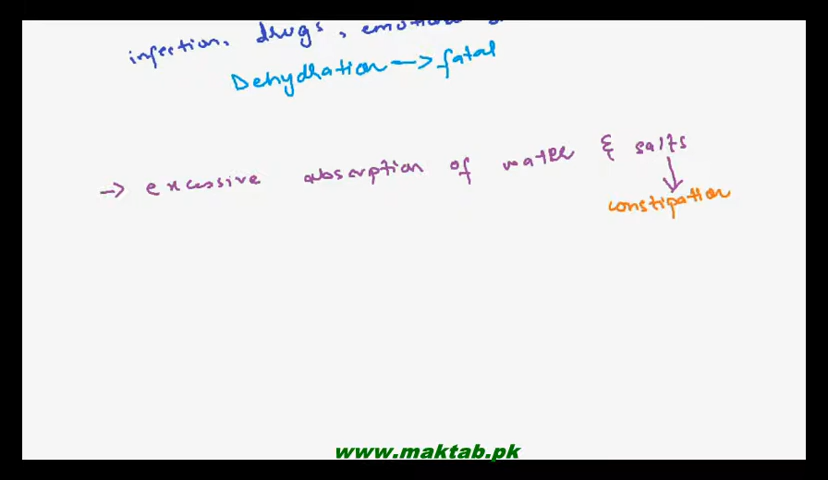 infection, drugs, emotional
Dehydration -> fatal
-> excessive absorption of water & salts
constipation
www.maktab.pk